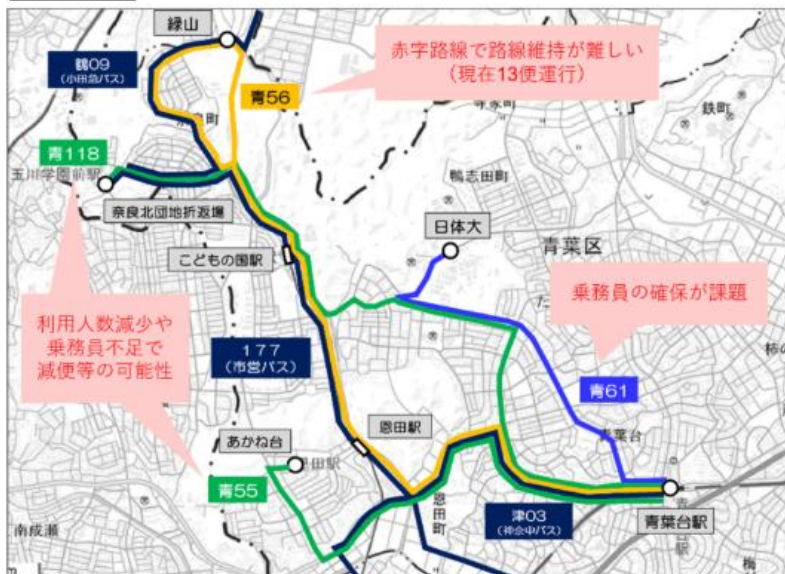 緑山
鶴09
（小田急バス）
赤字路線で路線維持が難しい
（現在13便運行）
青56
寺家町
鉄町
青118
玉川学園前駅
鴨志田町
奈良北団地折返場
日体大
青葉区
こどもの国駅
乗務員の確保が課題
利用人数減少や
乗務員不足で
減便等の可能性
177
（市営バス）
青61
恩田駅
あかね台
青葉台
青55
恩田町
津03
（神奈中バス）
青葉台駅
南成瀬